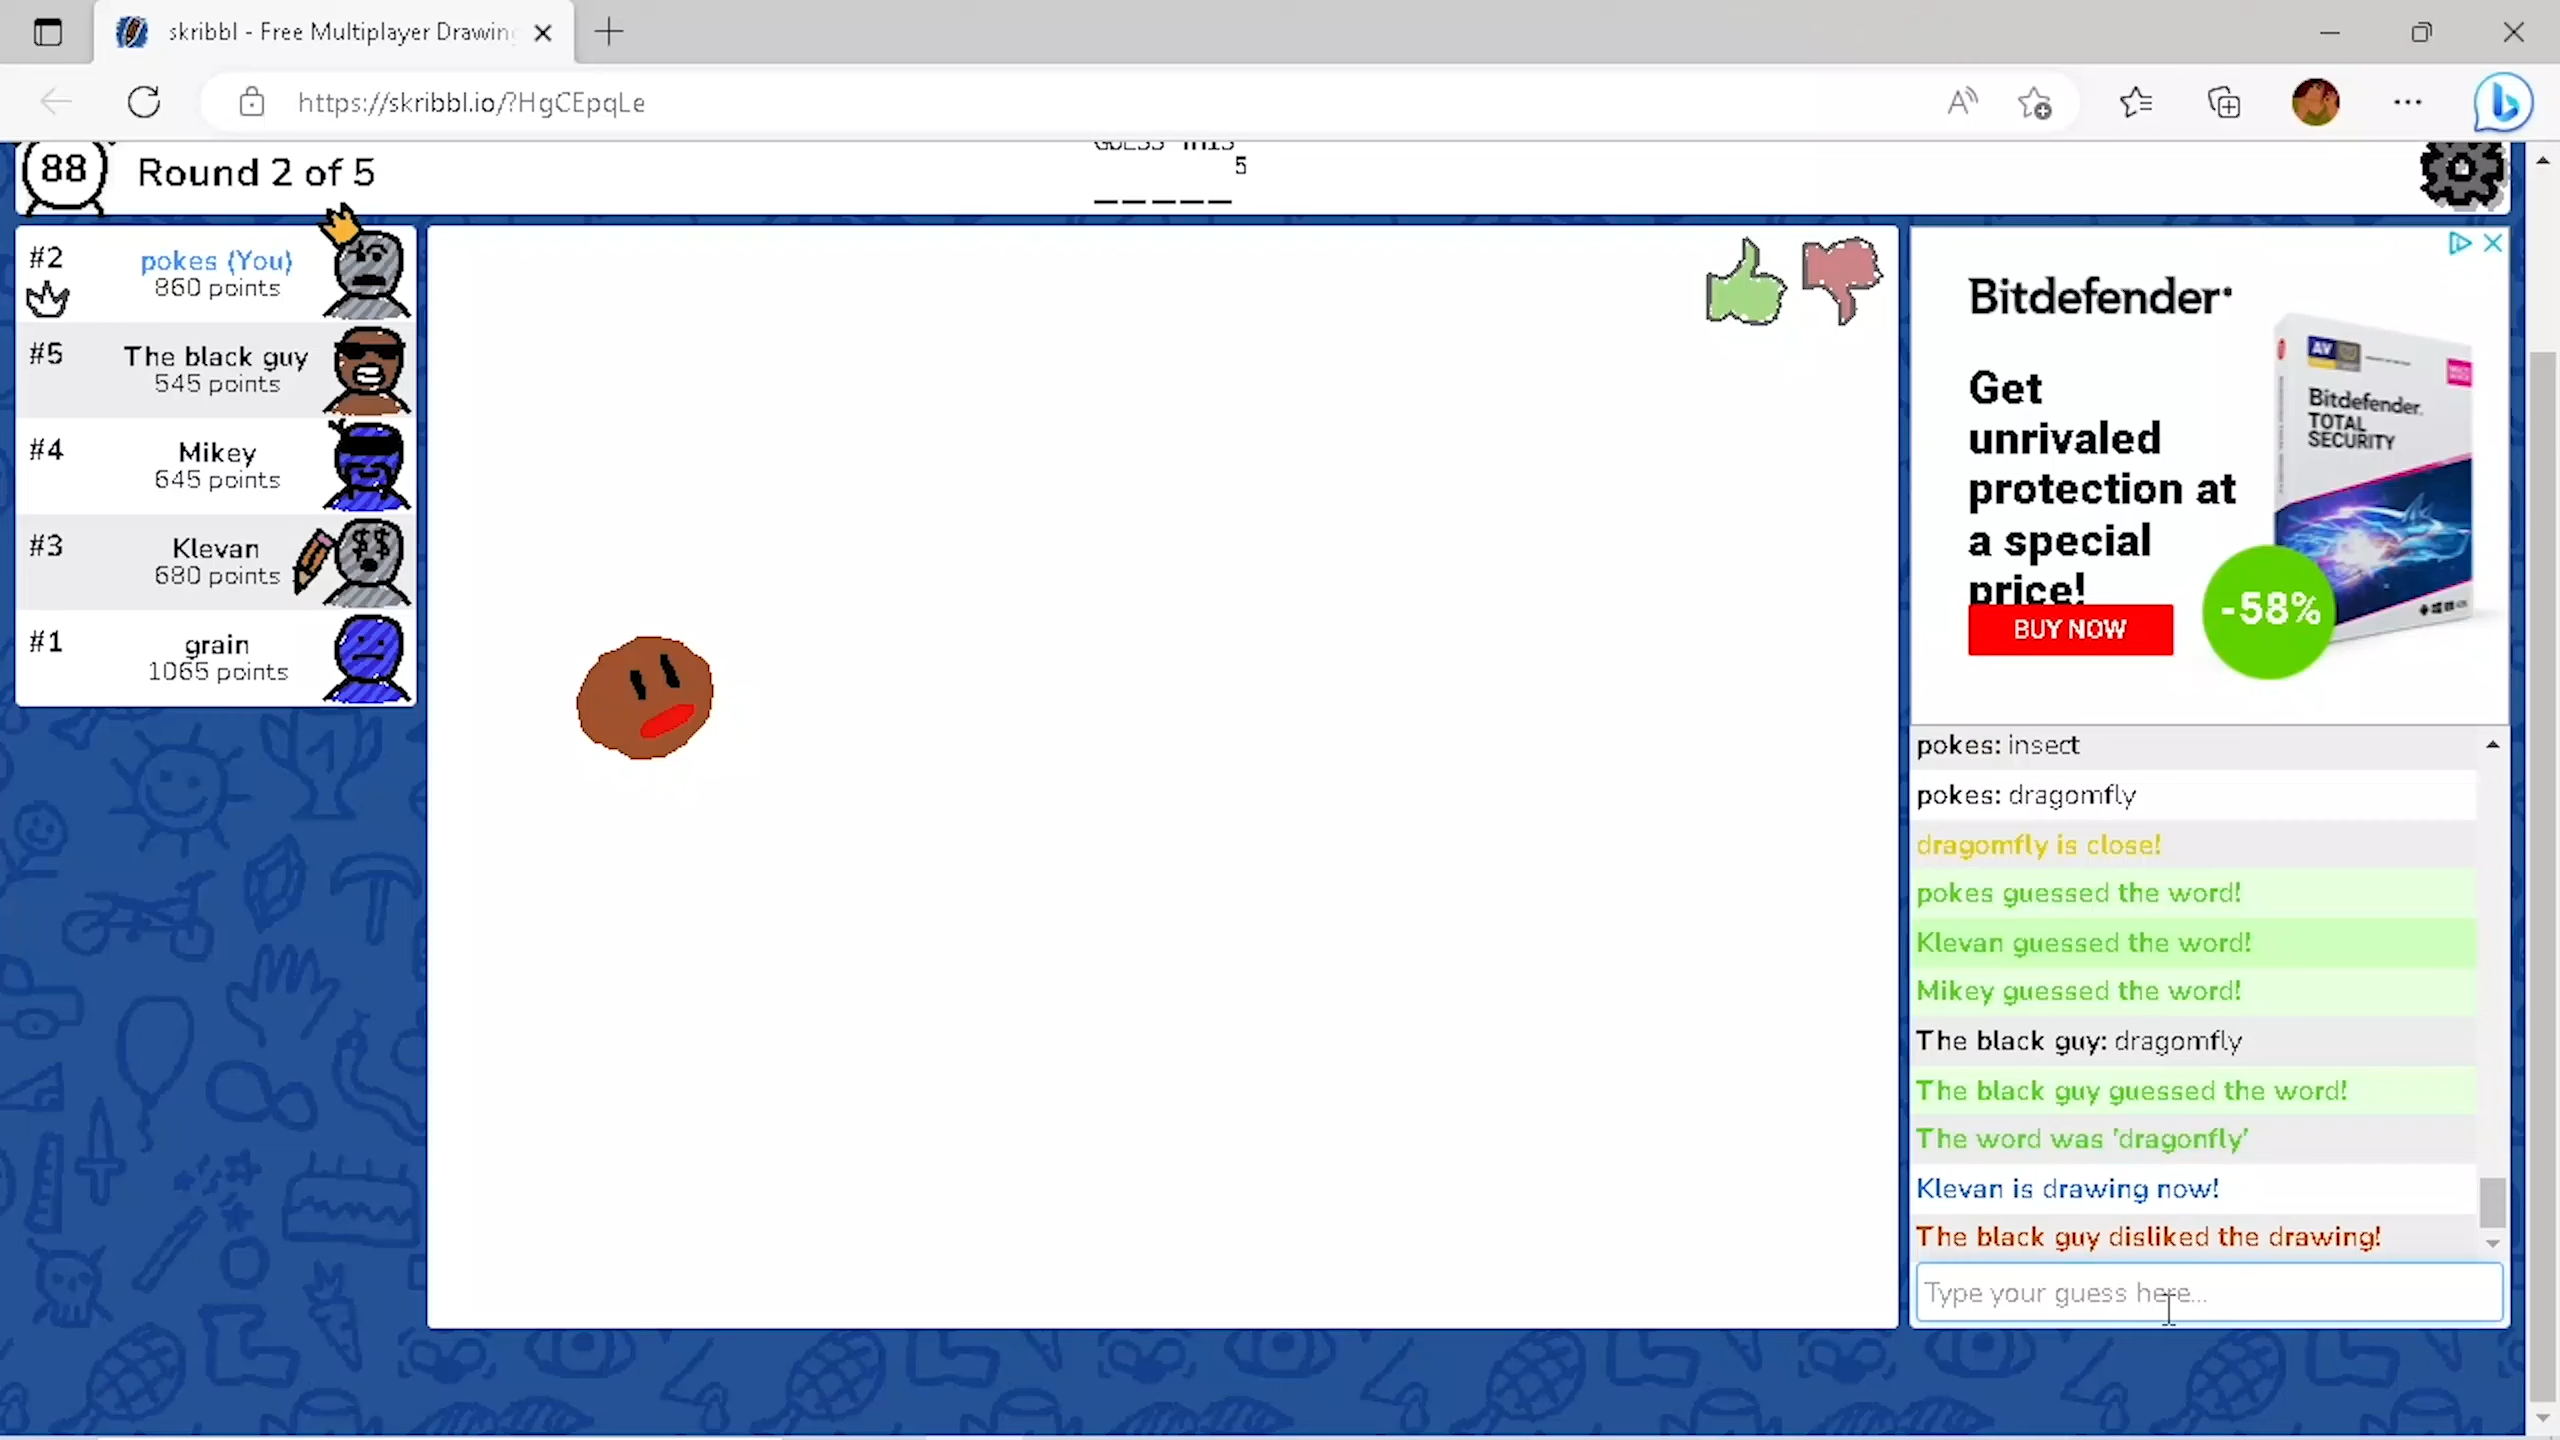 skribbl - Free Multiplayer Drawing
https://skribbl.io/?HgCEpqLe
88
Round 2 of 5
GUESS THIS
5
_____
#2
pokes (You)
860 points
#5
The black guy
545 points
#4
Mikey
645 points
#3
Klevan
680 points
#1
grain
1065 points
Bitdefender
Get
unrivaled
protection at
a special
price!
BUY NOW
-58%
AV
Bitdefender
TOTAL
SECURITY
pokes: insect
pokes: dragomfly
dragomfly is close!
pokes guessed the word!
Klevan guessed the word!
Mikey guessed the word!
The black guy: dragomfly
The black guy guessed the word!
The word was 'dragonfly'
Klevan is drawing now!
The black guy disliked the drawing!
Type your guess here...